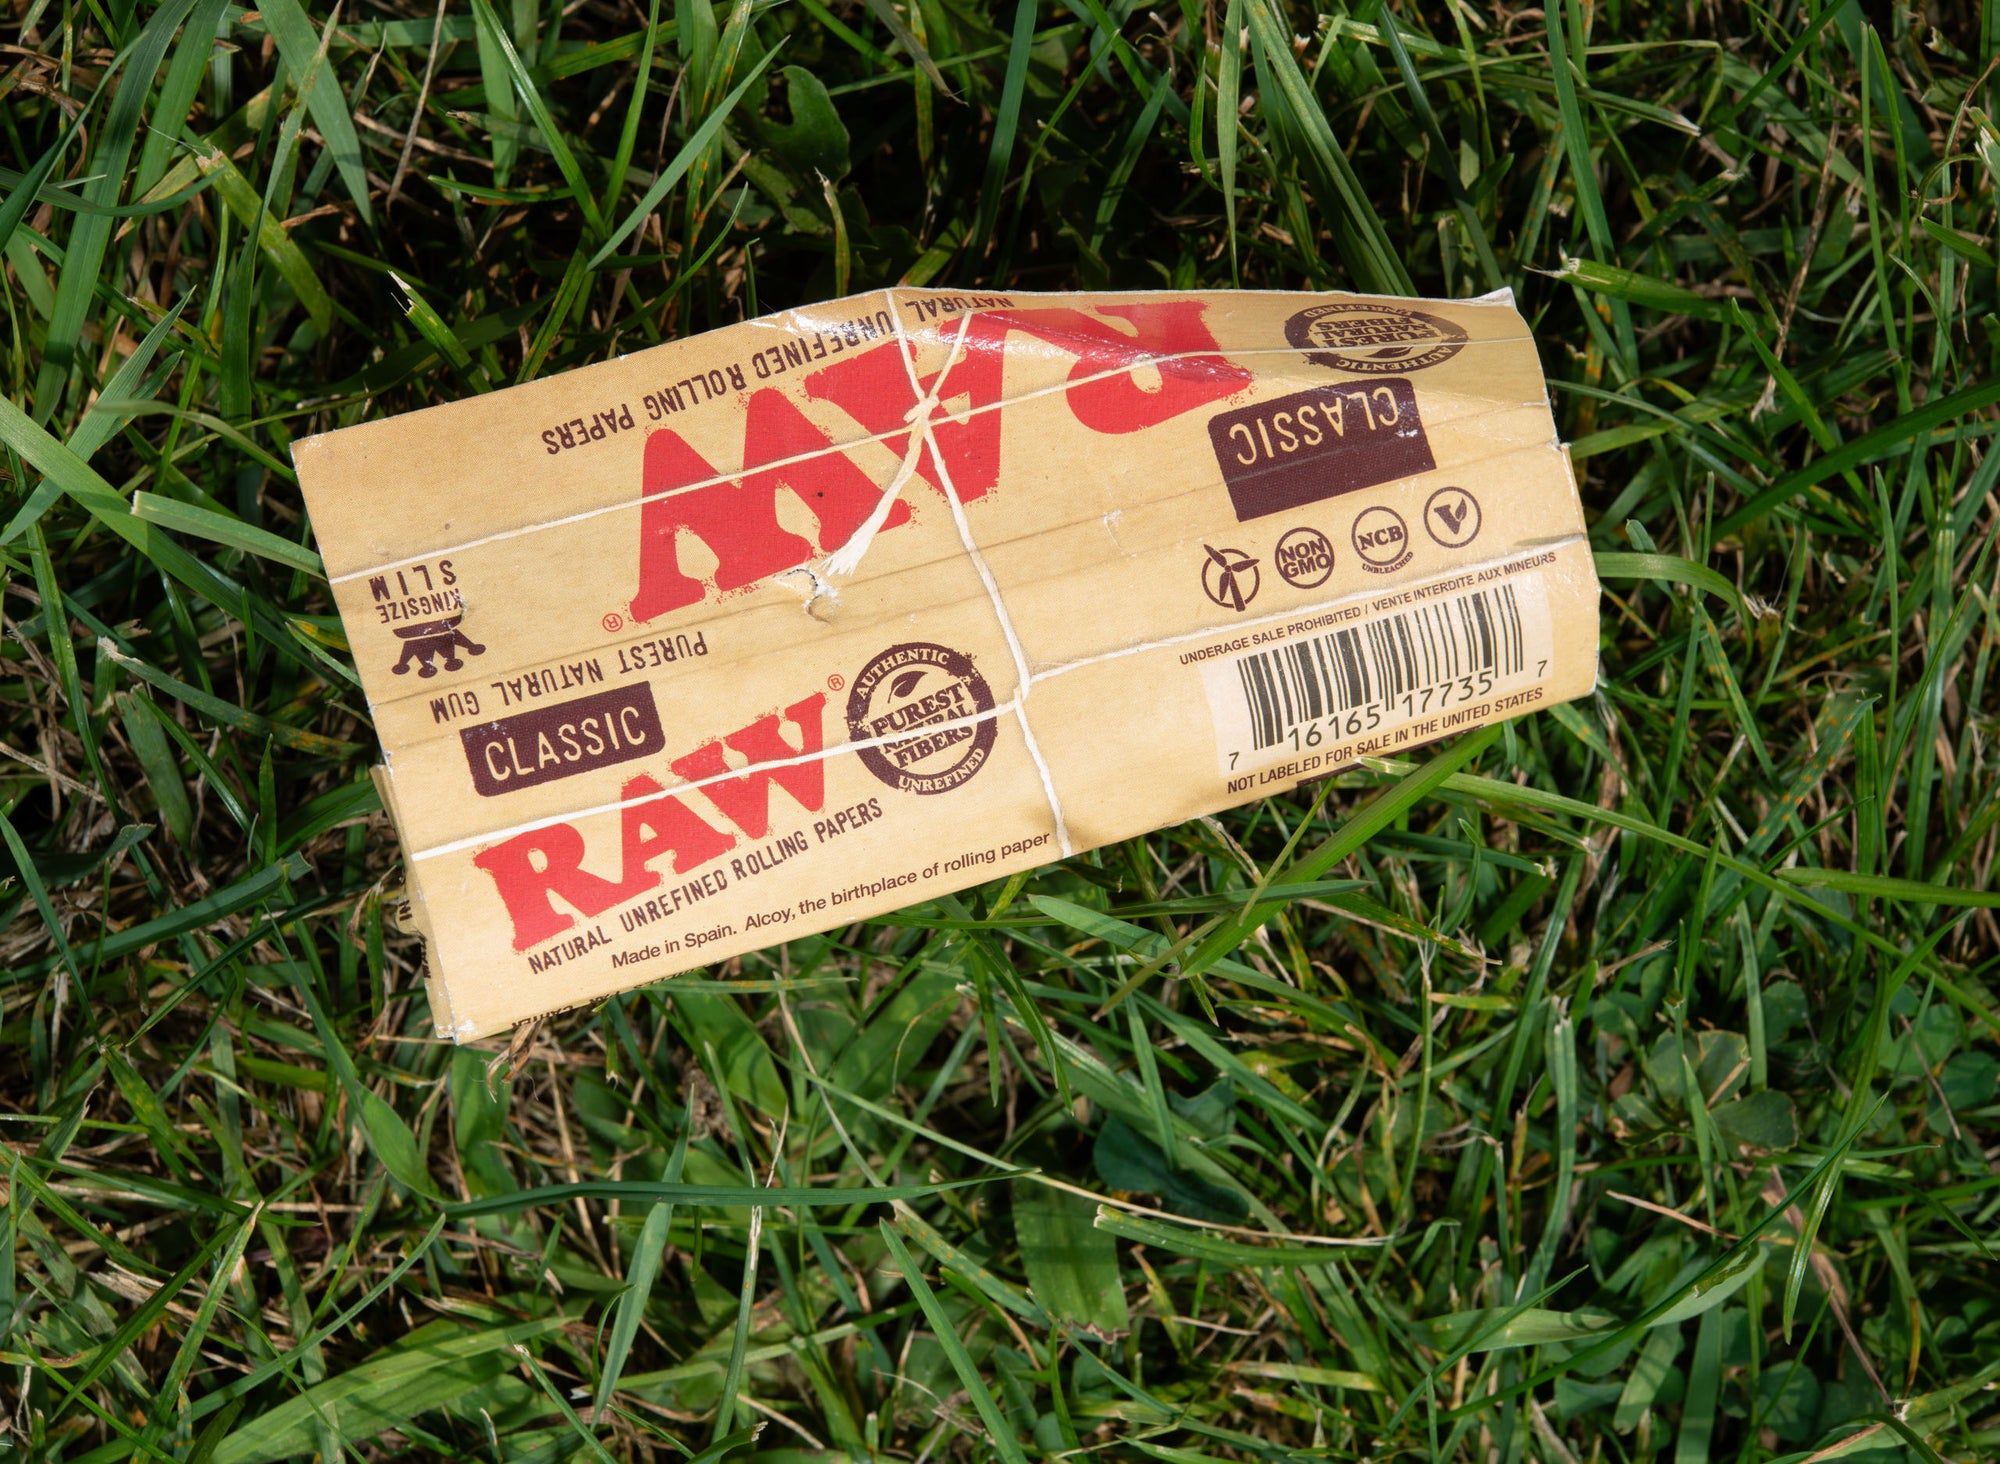 NATURAL UNREFINED ROLLING PAPERS
RAW®
AUTHENTIC
PUREST
NATURAL
FIBERS
UNREFINED
CLASSIC
KINGSIZE
SLIM
PUREST NATURAL GUM
CLASSIC
RAW®
NATURAL UNREFINED ROLLING PAPERS
AUTHENTIC
PUREST
NATURAL
FIBERS
UNREFINED
Made in Spain. Alcoy, the birthplace of rolling paper
NON
GMO
NCB
UNBLEACHED
V
UNDERAGE SALE PROHIBITED / VENTE INTERDITE AUX MINEURS
7 16165 17735 7
NOT LABELED FOR SALE IN THE UNITED STATES